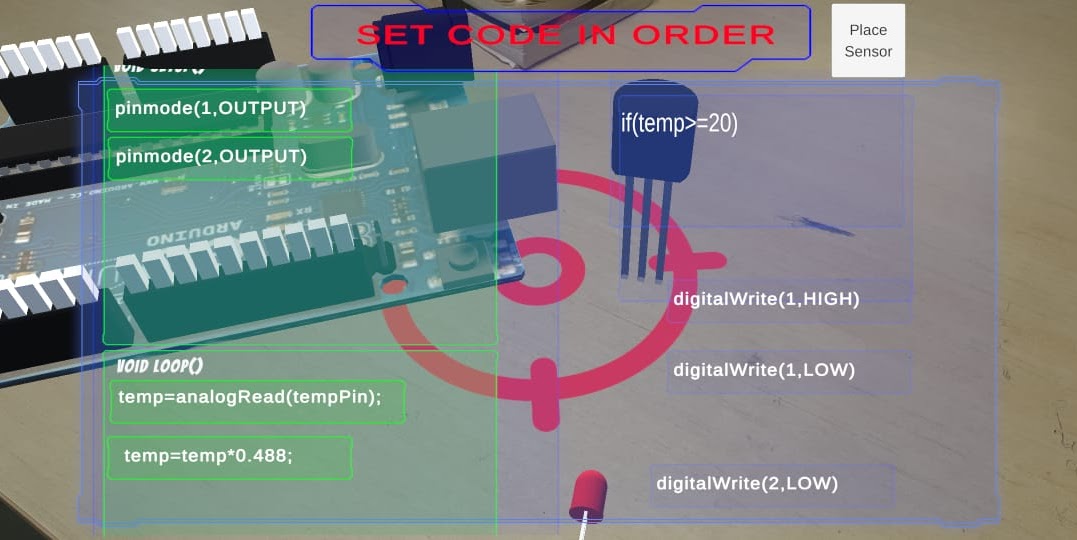 SET CODE IN ORDER
Place
Sensor
VOID SETUP()
pinmode(1,OUTPUT)
pinmode(2,OUTPUT)
ARDUINO
VOID LOOP()
temp=analogRead(tempPin);
temp=temp*0.488;
if(temp>=20)
digitalWrite(1,HIGH)
digitalWrite(1,LOW)
digitalWrite(2,LOW)